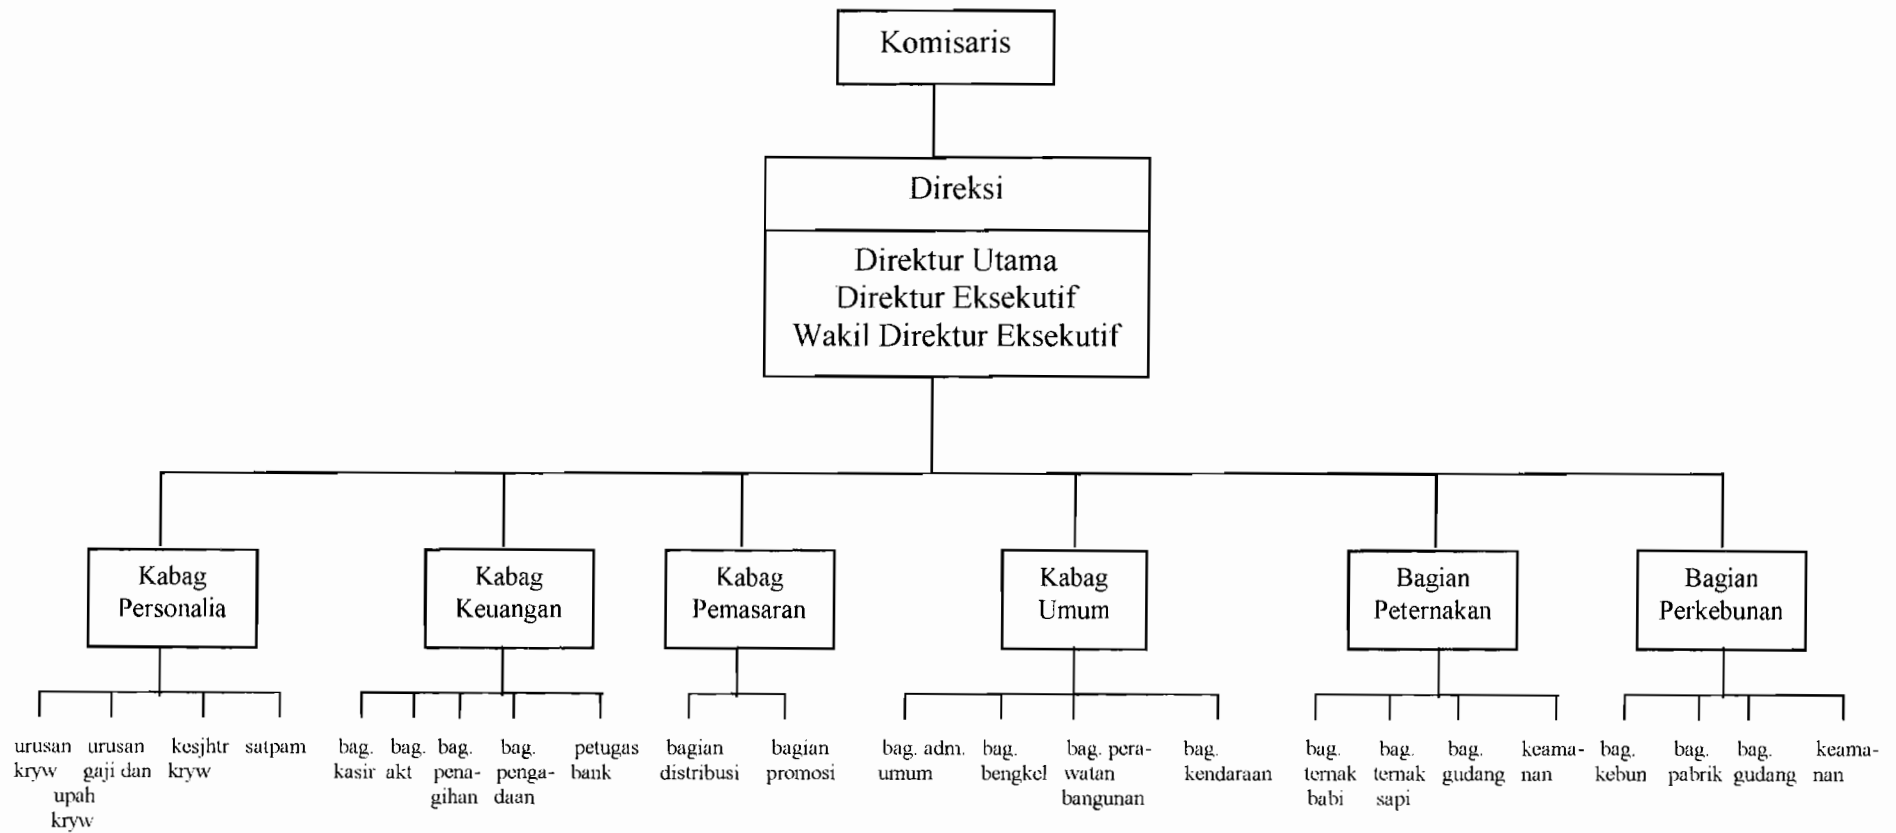 Komisaris
Direksi
Direktur Utama
Direktur Eksekutif
Wakil Direktur Eksekutif
Kabag
Personalia
Kabag
Keuangan
Kabag
Pemasaran
Kabag
Umum
Bagian
Peternakan
Bagian
Perkebunan
urusan
kryw
urusan
gaji dan
upah
kryw
kesjhtr
kryw
satpam
bag.
kasir
bag.
akt
bag.
pena-
gihan
bag.
penga-
daan
petugas
bank
bagian
distribusi
bagian
promosi
bag. adm.
umum
bag.
bengkel
bag. pera-
watan
bangunan
bag.
kendaraan
bag.
ternak
babi
bag.
ternak
sapi
bag.
gudang
keama-
nan
bag.
kebun
bag.
pabrik
bag.
gudang
keama-
nan